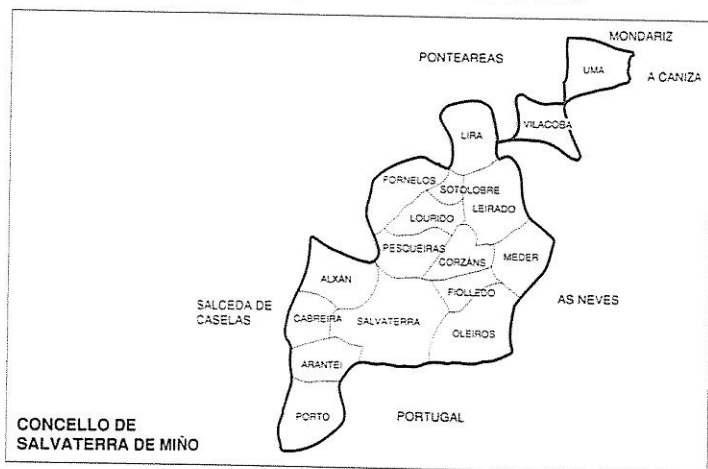 MONDARIZ
PONTEAREAS
UMA
A CANIZA
VILACOBA
LIRA
FORNELOS
SOTOLOBRE
LEIRADO
LOURIDO
PESQUEIRAS
CORZÁNS
MEDER
ALXÁN
FIOLLEDO
SALCEDA DE
CASELAS
AS NEVES
CABREIRA
SALVATERRA
OLEIROS
ARANTEI
PORTO
PORTUGAL
CONCELLO DE
SALVATERRA DE MIÑO